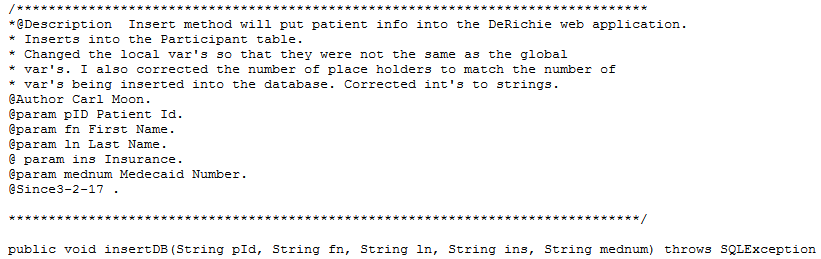 /*******************************************************************************
*@Description  Insert method will put patient info into the DeRichie web application.
* Inserts into the Participant table.
* Changed the local var's so that they were not the same as the global
* var's. I also corrected the number of place holders to match the number of
* var's being inserted into the database. Corrected int's to strings.
@Author Carl Moon.
@param pID Patient Id.
@param fn First Name.
@param ln Last Name.
@ param ins Insurance.
@param mednum Medecaid Number.
@Since3-2-17 .
*******************************************************************************/
public void insertDB(String pId, String fn, String ln, String ins, String mednum) throws SQLException